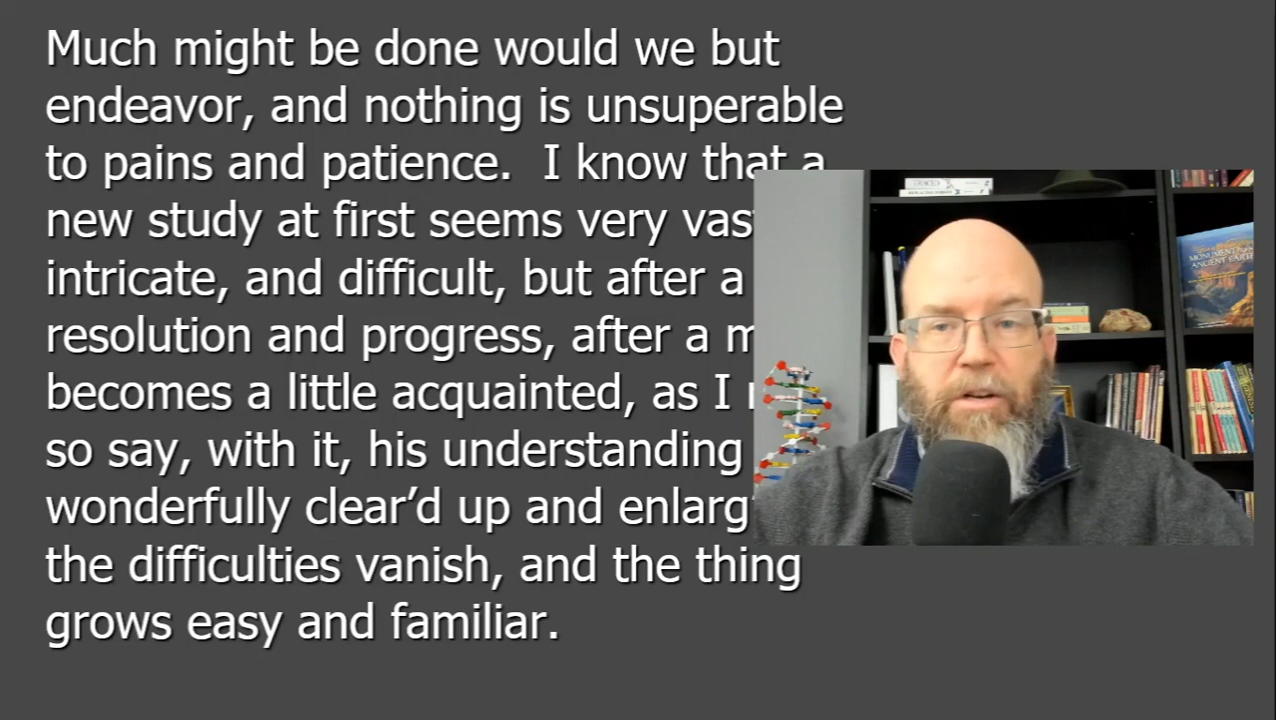 Much might be done would we but
endeavor, and nothing is unsuperable
to pains and patience.  I know that a
new study at first seems very
intricate, and difficult, but after a
resolution and progress, after a
becomes a little acquainted, as I
so say, with it, his understanding
wonderfully clear’d up and
the difficulties vanish, and the thing
grows easy and familiar.
MONUMENT
ANCIENT EARTH